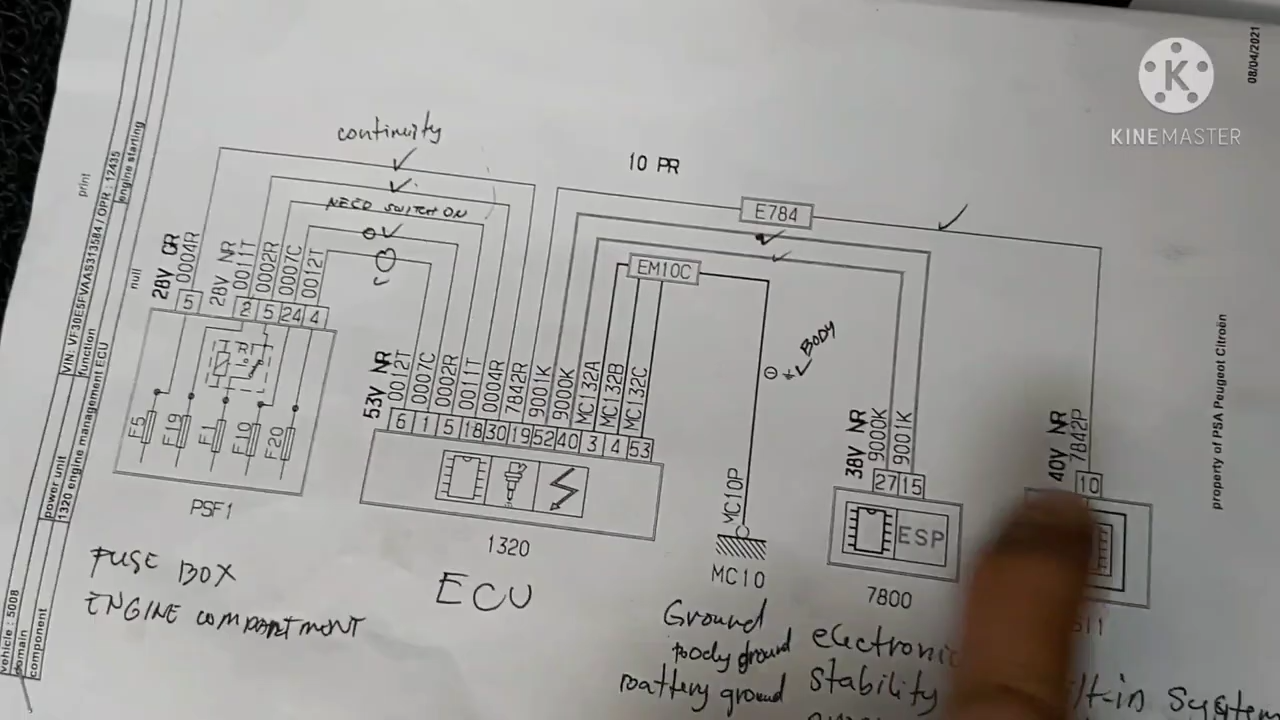 08/04/2021
KINEMASTER
print
VIN: VF30E5FVAAS313584 / OPR : 12435
engine starting
null
function
1320 engine management ECU
power unit
vehicle : 5008
domain
component
property of PSA Peugeot Citroën
continuity
10 PR
NEED SWITCH ON
E784
EM10C
28V GR
0004R
28V NR
0011T
0002R
0007C
0012T
5
2 5 24 4
F5 F19 F1 F10 F20
PSF1
53V NR
0012T
0007C
0002R
0011T
0004R
7842R
9001K
9000K
MC132A
MC132B
MC132C
6 1 5 18 30 19 52 40 3 4 53
1320
BODY
MC10P
MC10
38V NR
9000K
9001K
27 15
ESP
7800
40V NR
7842P
10
FUSE BOX
ENGINE COMPARTMENT
ECU
Ground
body ground
battery ground
electronic
stability
system